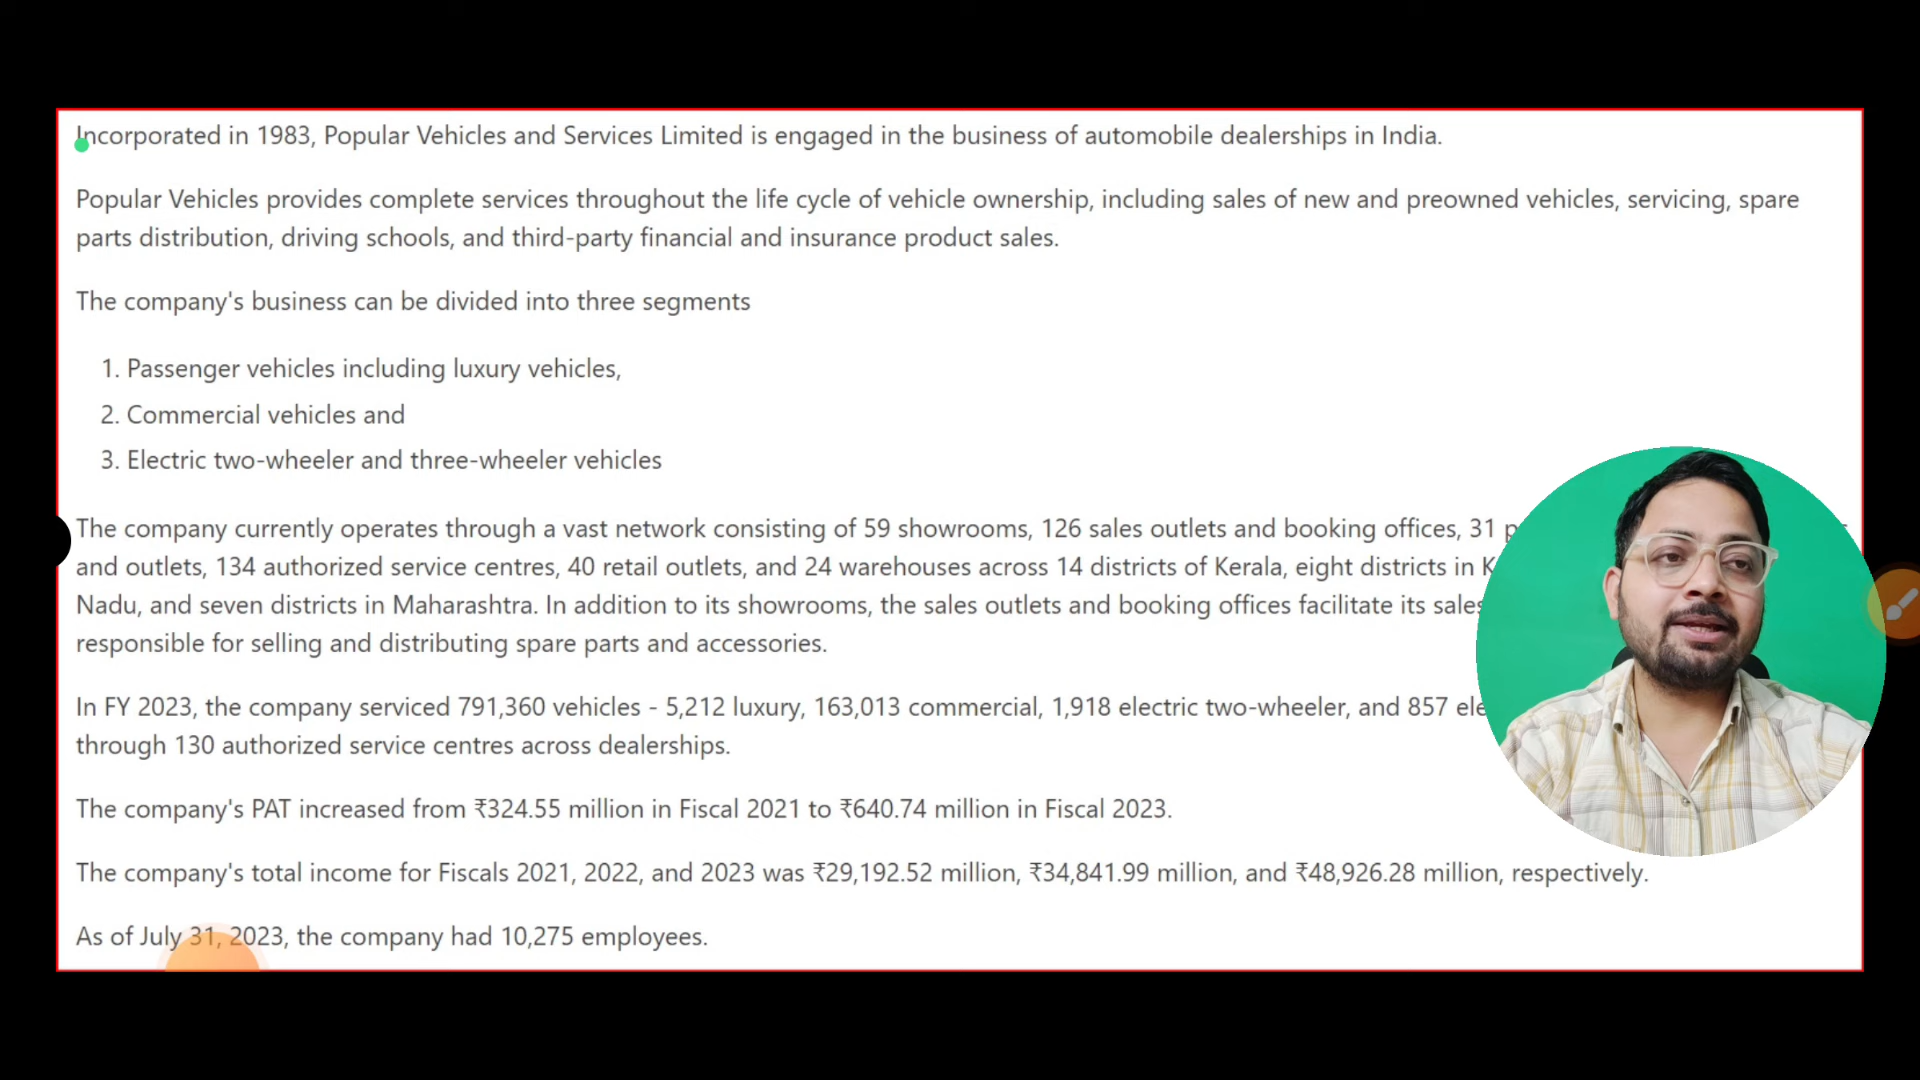 Incorporated in 1983, Popular Vehicles and Services Limited is engaged in the business of automobile dealerships in India.
Popular Vehicles provides complete services throughout the life cycle of vehicle ownership, including sales of new and preowned vehicles, servicing, spare
parts distribution, driving schools, and third-party financial and insurance product sales.
The company's business can be divided into three segments
1. Passenger vehicles including luxury vehicles,
2. Commercial vehicles and
3. Electric two-wheeler and three-wheeler vehicles
The company currently operates through a vast network consisting of 59 showrooms, 126 sales outlets and booking offices, 31
and outlets, 134 authorized service centres, 40 retail outlets, and 24 warehouses across 14 districts of Kerala, eight districts in
Nadu, and seven districts in Maharashtra. In addition to its showrooms, the sales outlets and booking offices facilitate its sales
responsible for selling and distributing spare parts and accessories.
In FY 2023, the company serviced 791,360 vehicles - 5,212 luxury, 163,013 commercial, 1,918 electric two-wheeler, and 857
through 130 authorized service centres across dealerships.
The company's PAT increased from ₹324.55 million in Fiscal 2021 to ₹640.74 million in Fiscal 2023.
The company's total income for Fiscals 2021, 2022, and 2023 was ₹29,192.52 million, ₹34,841.99 million, and ₹48,926.28 million, respectively.
As of July 31, 2023, the company had 10,275 employees.